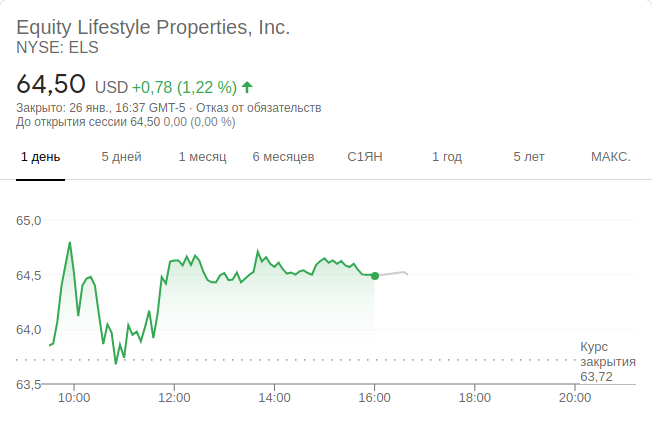 Equity Lifestyle Properties, Inc.
NYSE: ELS
64,50 USD +0,78 (1,22 %)
Закрыто: 26 янв., 16:37 GMT-5 · Отказ от обязательств
До открытия сессии 64,50 0,00 (0,00 %)
1 день 5 дней 1 месяц 6 месяцев С1ЯН 1 год 5 лет МАКС.
65,0
64,5
64,0
Курс
закрытия
63,72
63,5
10:00 12:00 14:00 16:00 18:00 20:00